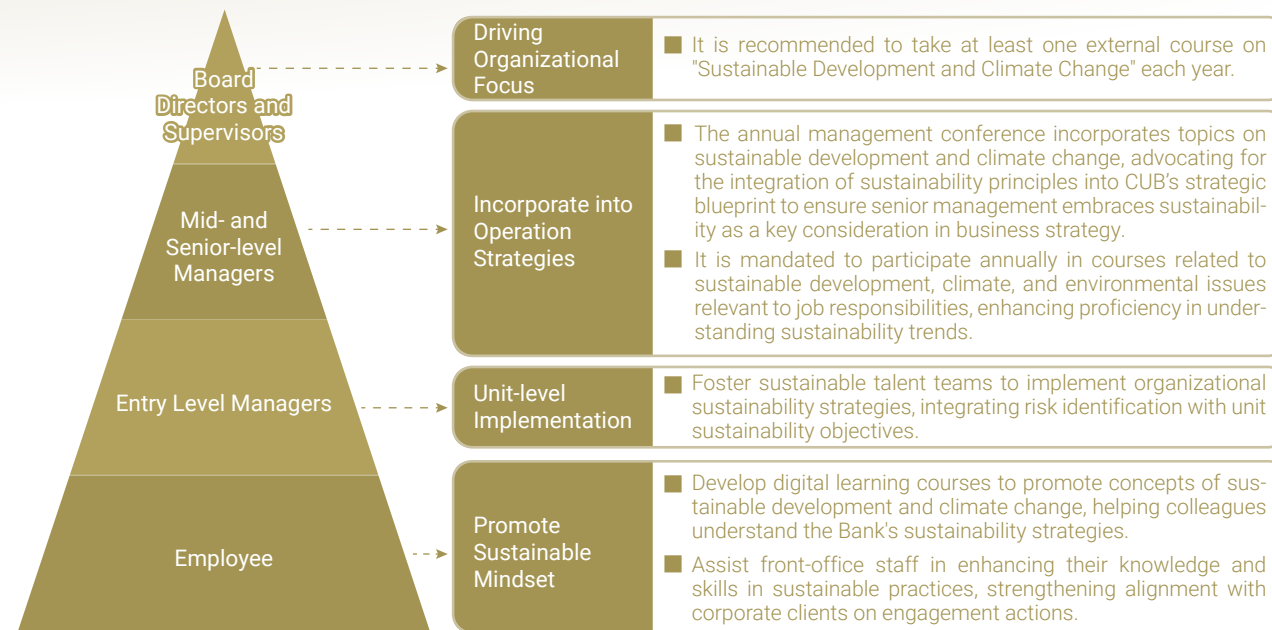 Board
Directors and
Supervisors
Driving
Organizational
Focus
■ It is recommended to take at least one external course on
"Sustainable Development and Climate Change" each year.
Mid- and
Senior-level
Managers
Incorporate into
Operation
Strategies
■ The annual management conference incorporates topics on
sustainable development and climate change, advocating for
the integration of sustainability principles into CUB’s strategic
blueprint to ensure senior management embraces sustainabil-
ity as a key consideration in business strategy.
■ It is mandated to participate annually in courses related to
sustainable development, climate, and environmental issues
relevant to job responsibilities, enhancing proficiency in under-
standing sustainability trends.
Entry Level Managers
Unit-level
Implementation
■ Foster sustainable talent teams to implement organizational
sustainability strategies, integrating risk identification with unit
sustainability objectives.
Employee
Promote
Sustainable
Mindset
■ Develop digital learning courses to promote concepts of sus-
tainable development and climate change, helping colleagues
understand the Bank's sustainability strategies.
■ Assist front-office staff in enhancing their knowledge and
skills in sustainable practices, strengthening alignment with
corporate clients on engagement actions.